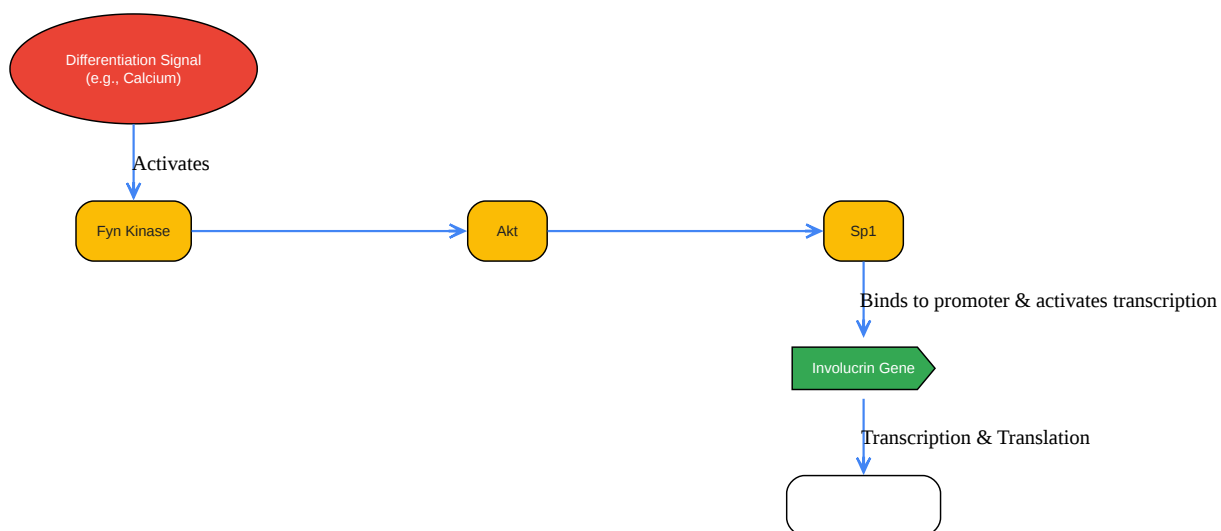 Differentiation Signal
(e.g., Calcium)
Activates
Fyn Kinase
Akt
Sp1
Binds to promoter & activates transcription
Involucrin Gene
Transcription & Translation